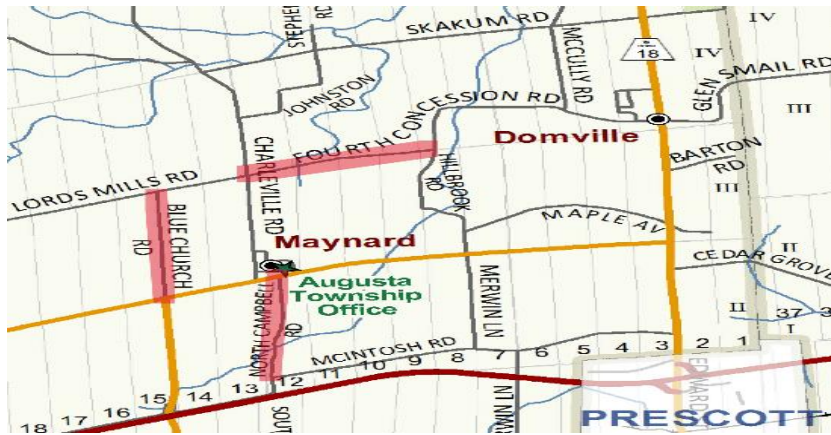 STEPHEN
SKAKUM RD
IV
MCCULLY RD
18
IV
GLEN SMAIL RD
JOHNSTON
RD
FOURTH CONCESSION RD
III
Domville
CHARLEVILLE RD
HILLBROOK
RD
BARTON
RD
III
LORDS MILLS RD
BLUE CHURCH
RD
MAPLE AV
Maynard
II
CEDAR GROVE
Augusta
Township
Office
MERWIN LN
NORTH CAMPBELL
RD
II
37
3
I
MCINTOSH RD
18
17
16
15
14
13
12
11
10
9
8
7
6
5
4
3
2
1
EDWARD
SOUT
PRESCOTT